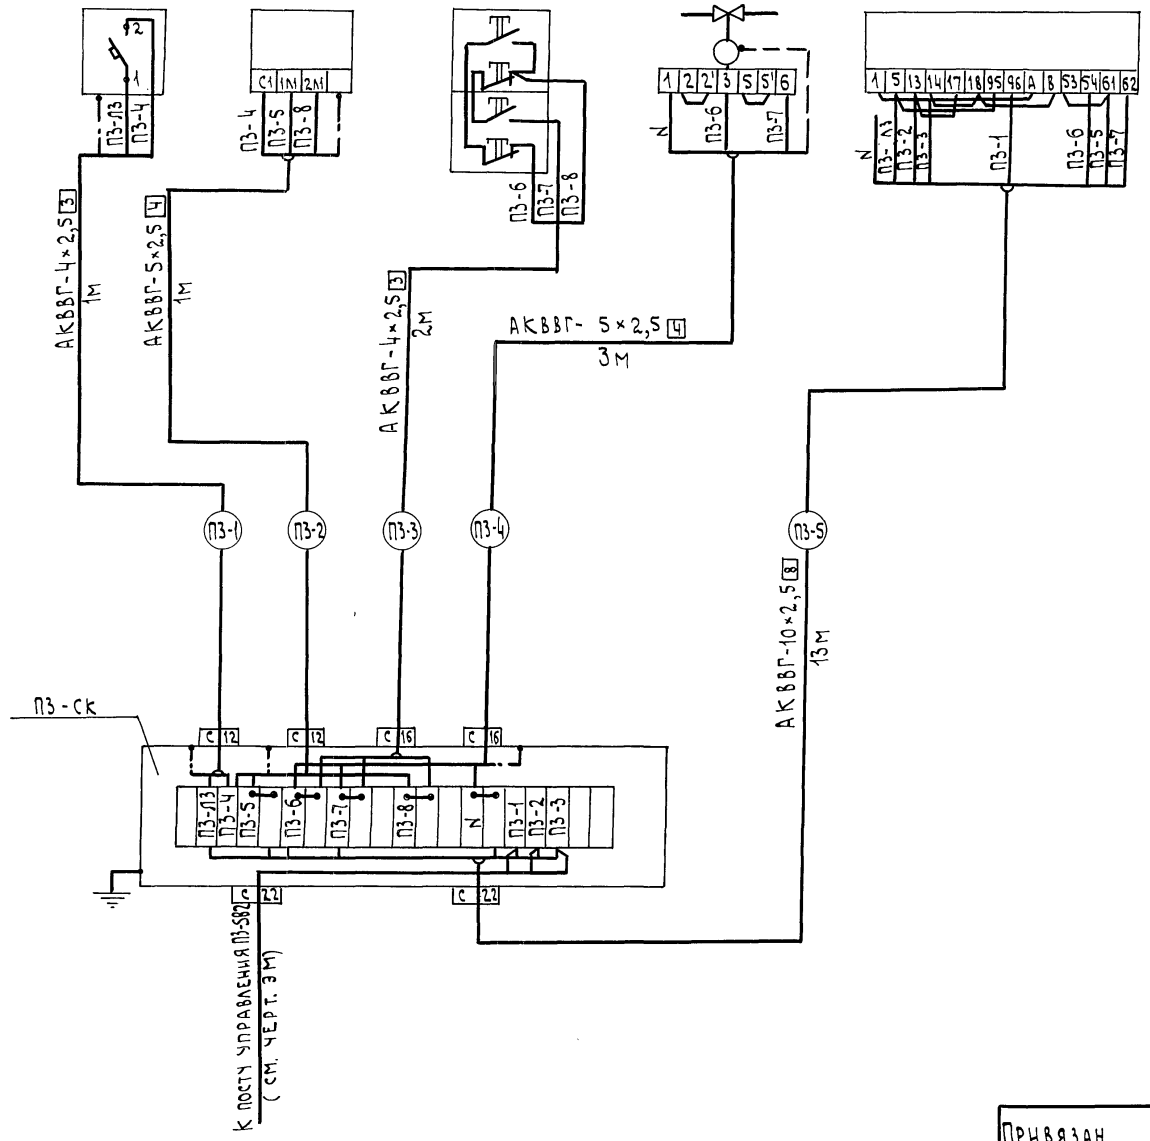 2
1
С1 1Л1 2Л1
1 2 2' 3 5 5' 6
1 5 13 14 17 18 95 96 А В 53 54 61 62
П3-Л3
П3-4
П3-4
П3-5
П3-8
П3-6
П3-7
П3-8
N
П3-6
П3-7
N
П3-Л3
П3-2
П3-3
П3-1
П3-6
П3-5
П3-7
АКВВГ-4×2,5 3
1М
АКВВГ-5×2,5 4
1М
АКВВГ-4×2,5 3
2М
АКВВГ- 5×2,5 4
3М
П3-1
П3-2
П3-3
П3-4
П3-5
АКВВГ-10×2,5 8
13М
П3-СК
С 12
С 12
С 16
С 16
П3-Л3
П3-4
П3-5
П3-6
П3-7
П3-8
N
П3-1
П3-2
П3-3
С 22
С 22
К ПОСТУ УПРАВЛЕНИЯ П3-SB2
(СМ. ЧЕРТ. ЭМ)
ПРИВЯЗАН